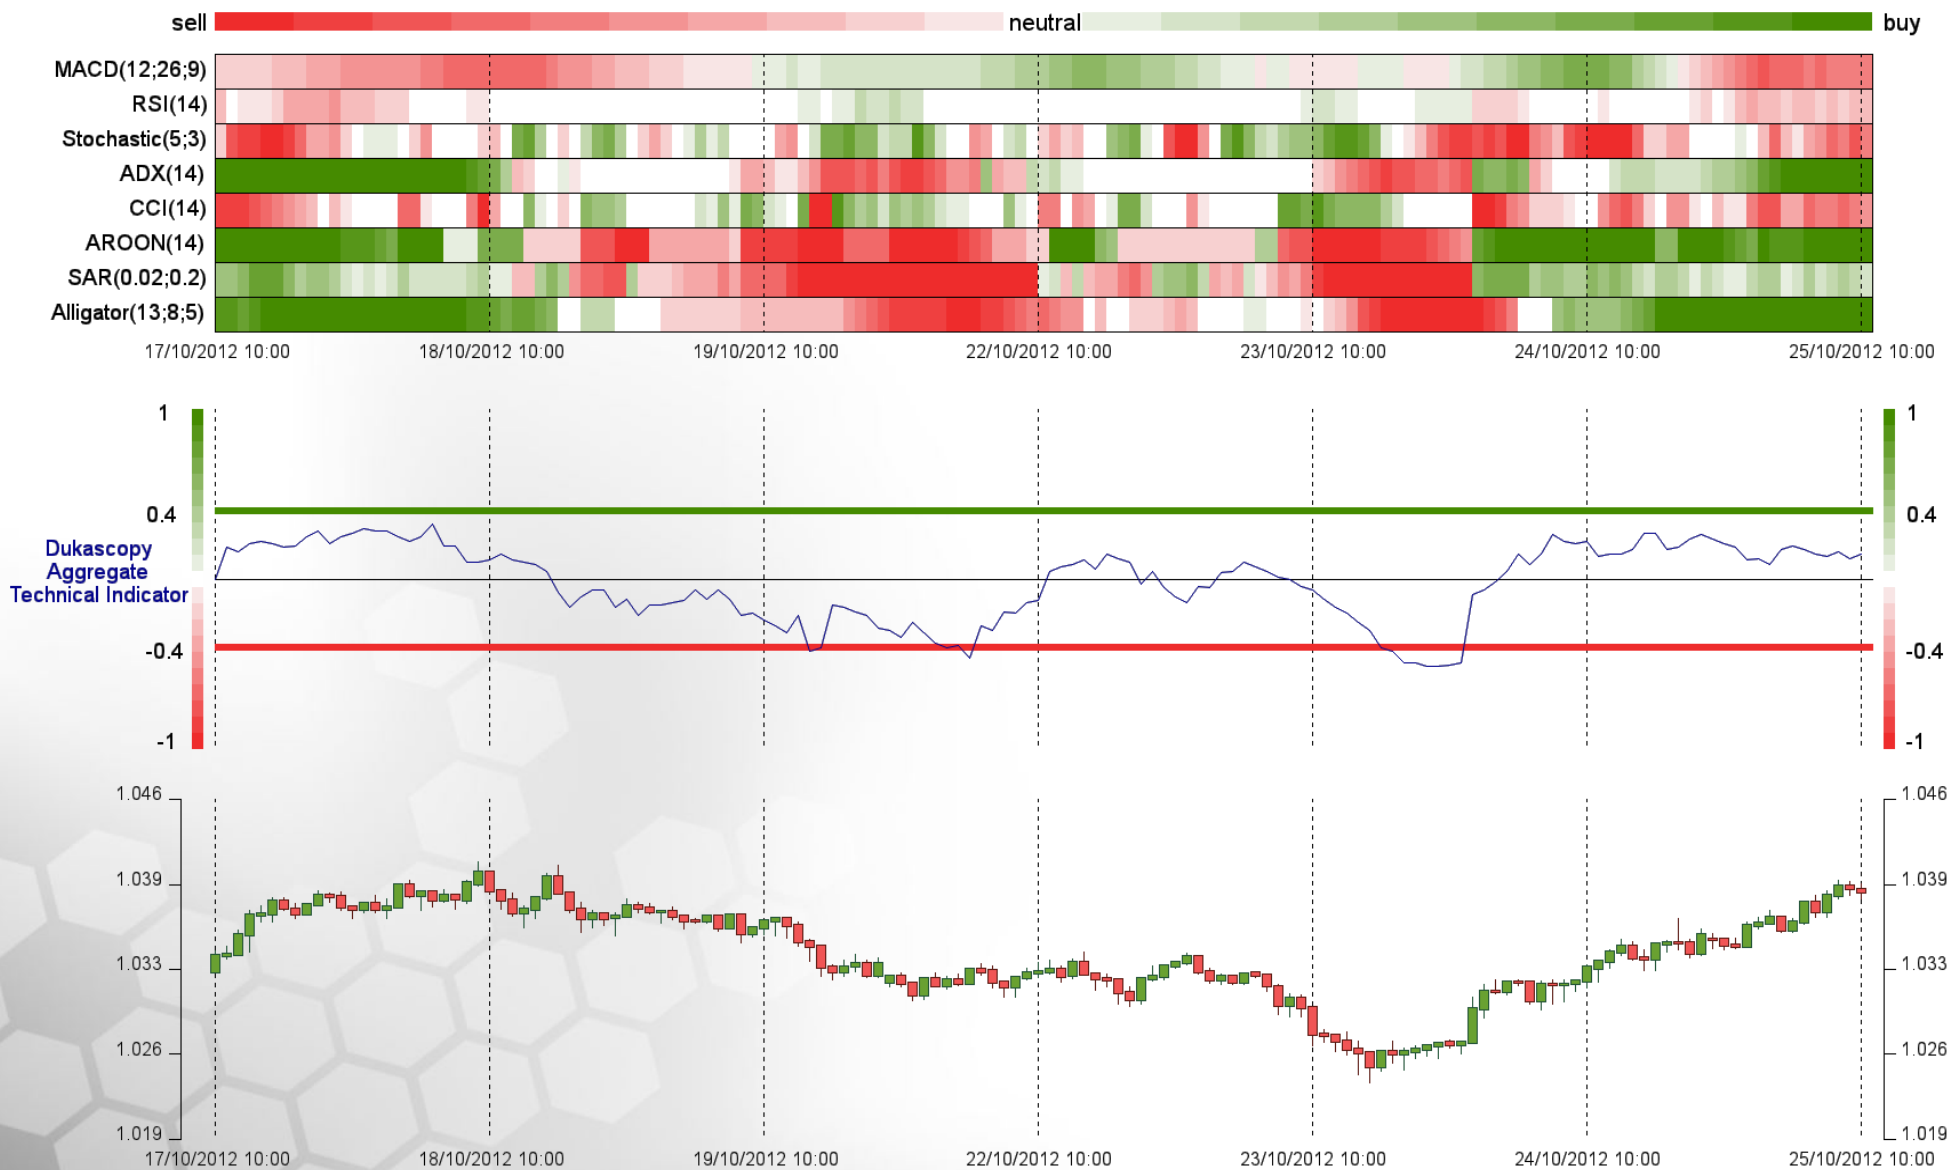 sell neutral buy
MACD(12;26;9)
RSI(14)
Stochastic(5;3)
ADX(14)
CCI(14)
AROON(14)
SAR(0.02;0.2)
Alligator(13;8;5)
17/10/2012 10:00 18/10/2012 10:00 19/10/2012 10:00 22/10/2012 10:00 23/10/2012 10:00 24/10/2012 10:00 25/10/2012 10:00
1 1
0.4 0.4
Dukascopy
Aggregate
Technical Indicator
-0.4 -0.4
-1 -1
1.046 1.046
1.039 1.039
1.033 1.033
1.026 1.026
1.019 1.019
17/10/2012 10:00 18/10/2012 10:00 19/10/2012 10:00 22/10/2012 10:00 23/10/2012 10:00 24/10/2012 10:00 25/10/2012 10:00